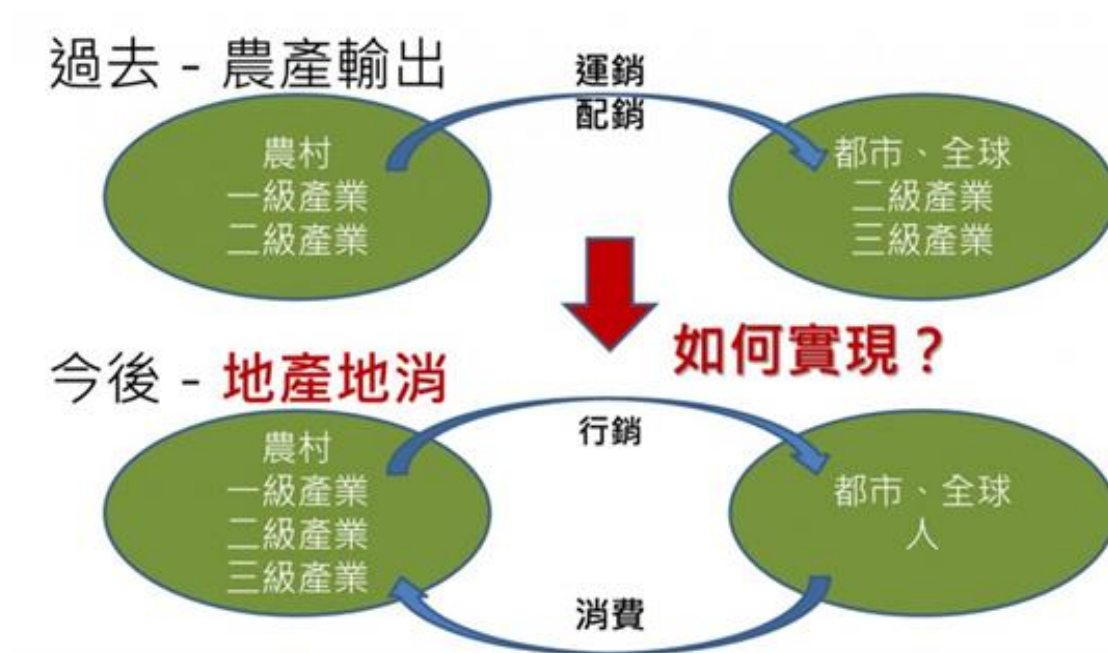 過去 - 農產輸出
運銷
配銷
農村
一級產業
二級產業
都市、全球
二級產業
三級產業
如何實現？
今後 - 地產地消
行銷
農村
一級產業
二級產業
三級產業
都市、全球
人
消費